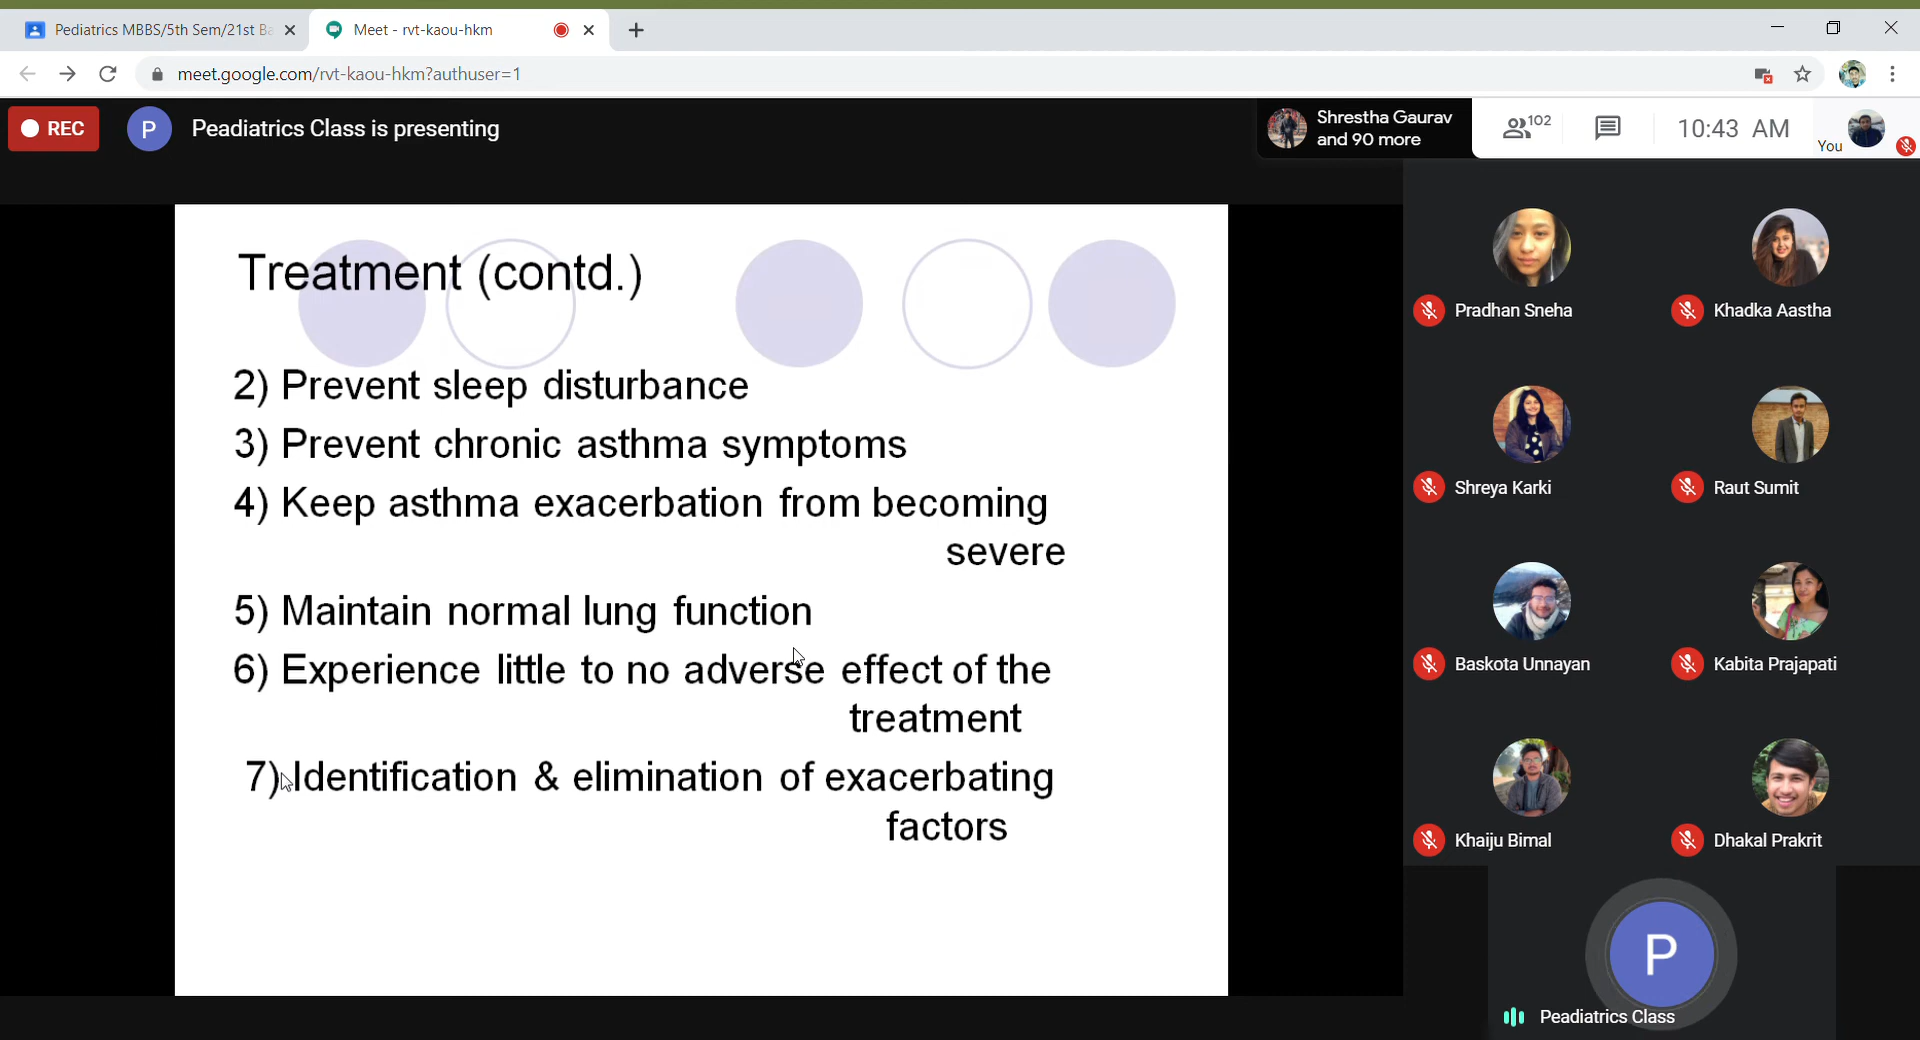 Pediatrics MBBS/5th Sem/21st Ba
Meet - rvt-kaou-hkm
meet.google.com/rvt-kaou-hkm?authuser=1
REC
P
Peadiatrics Class is presenting
Shrestha Gaurav
and 90 more
102
10:43 AM
You
Treatment (contd.)
2) Prevent sleep disturbance
3) Prevent chronic asthma symptoms
4) Keep asthma exacerbation from becoming
severe
5) Maintain normal lung function
6) Experience little to no adverse effect of the
treatment
7) Identification & elimination of exacerbating
factors
Pradhan Sneha
Khadka Aastha
Shreya Karki
Raut Sumit
Baskota Unnayan
Kabita Prajapati
Khaiju Bimal
Dhakal Prakrit
P
Peadiatrics Class